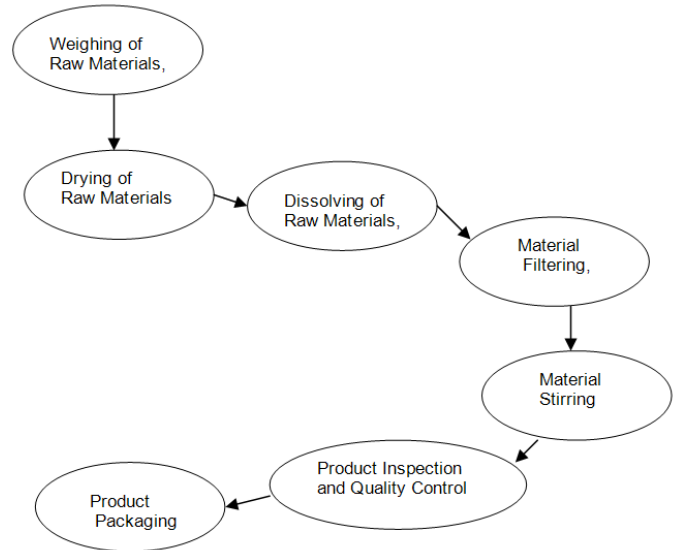 Weighing of
Raw Materials,
Drying of
Raw Materials
Dissolving of
Raw Materials,
Material
Filtering,
Material
Stirring
Product Inspection
and Quality Control
Product
Packaging